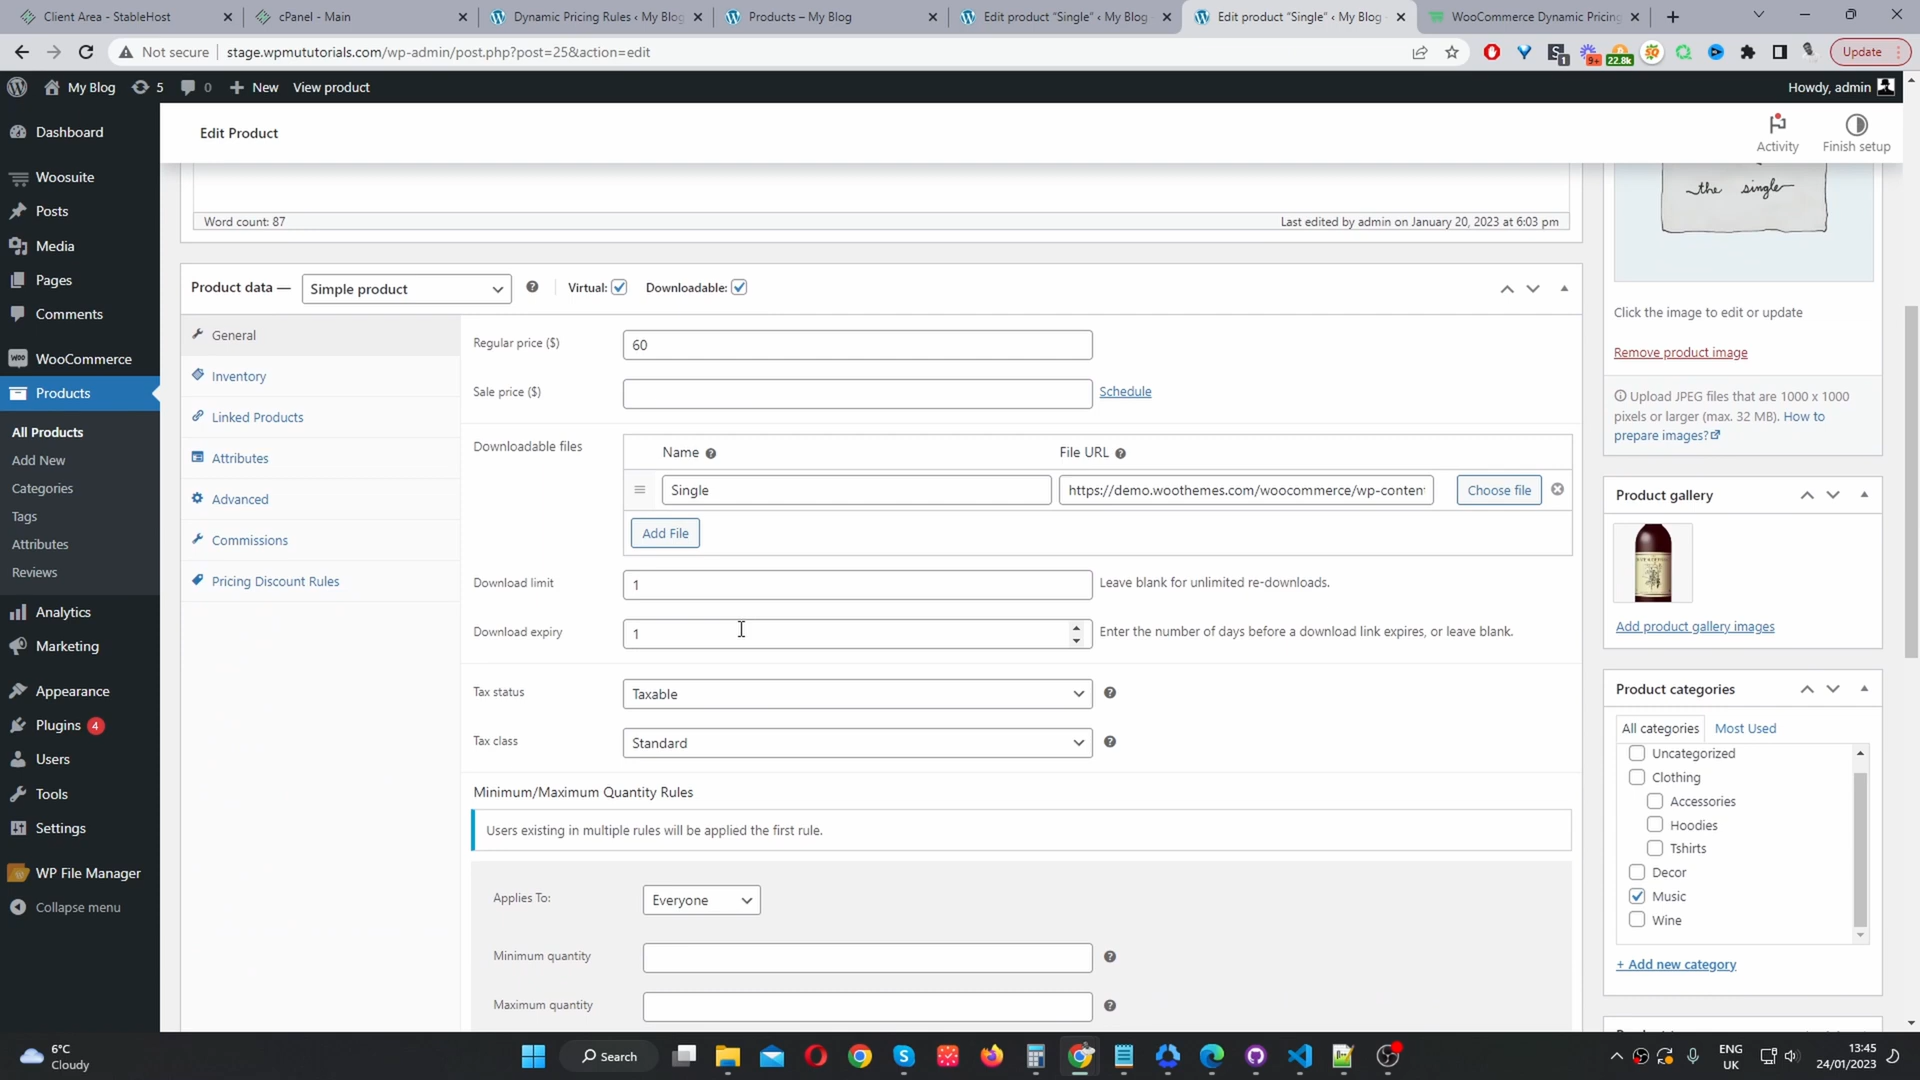 Client Area - StableHost
cPanel - Main
Dynamic Pricing Rules ‹ My Blog
Products – My Blog
Edit product “Single” ‹ My Blog
Edit product “Single” ‹ My Blog
WooCommerce Dynamic Pricing
Not secure
stage.wpmututorials.com/wp-admin/post.php?post=25&action=edit
1
9+
22.8k
Update
My Blog
5
0
New
View product
Howdy, admin
Dashboard
Woosuite
Posts
Media
Pages
Comments
WooCommerce
Products
All Products
Add New
Categories
Tags
Attributes
Reviews
Analytics
Marketing
Appearance
Plugins 4
Users
Tools
Settings
WP File Manager
Collapse menu
Edit Product
Activity
Finish setup
Word count: 87
Last edited by admin on January 20, 2023 at 6:03 pm
Product data —
Simple product
Virtual:
Downloadable:
General
Inventory
Linked Products
Attributes
Advanced
Commissions
Pricing Discount Rules
Regular price ($)
60
Sale price ($)
Schedule
Downloadable files
Name
File URL
Single
https://demo.woothemes.com/woocommerce/wp-content
Choose file
Add File
Download limit
1
Leave blank for unlimited re-downloads.
Download expiry
1
Enter the number of days before a download link expires, or leave blank.
Tax status
Taxable
Tax class
Standard
Minimum/Maximum Quantity Rules
Users existing in multiple rules will be applied the first rule.
Applies To:
Everyone
Minimum quantity
Maximum quantity
the single
Click the image to edit or update
Remove product image
Upload JPEG files that are 1000 x 1000
pixels or larger (max. 32 MB). How to
prepare images?
Product gallery
Add product gallery images
Product categories
All categories
Most Used
Uncategorized
Clothing
Accessories
Hoodies
Tshirts
Decor
Music
Wine
+ Add new category
6°C
Cloudy
Search
ENG
UK
13:45
24/01/2023